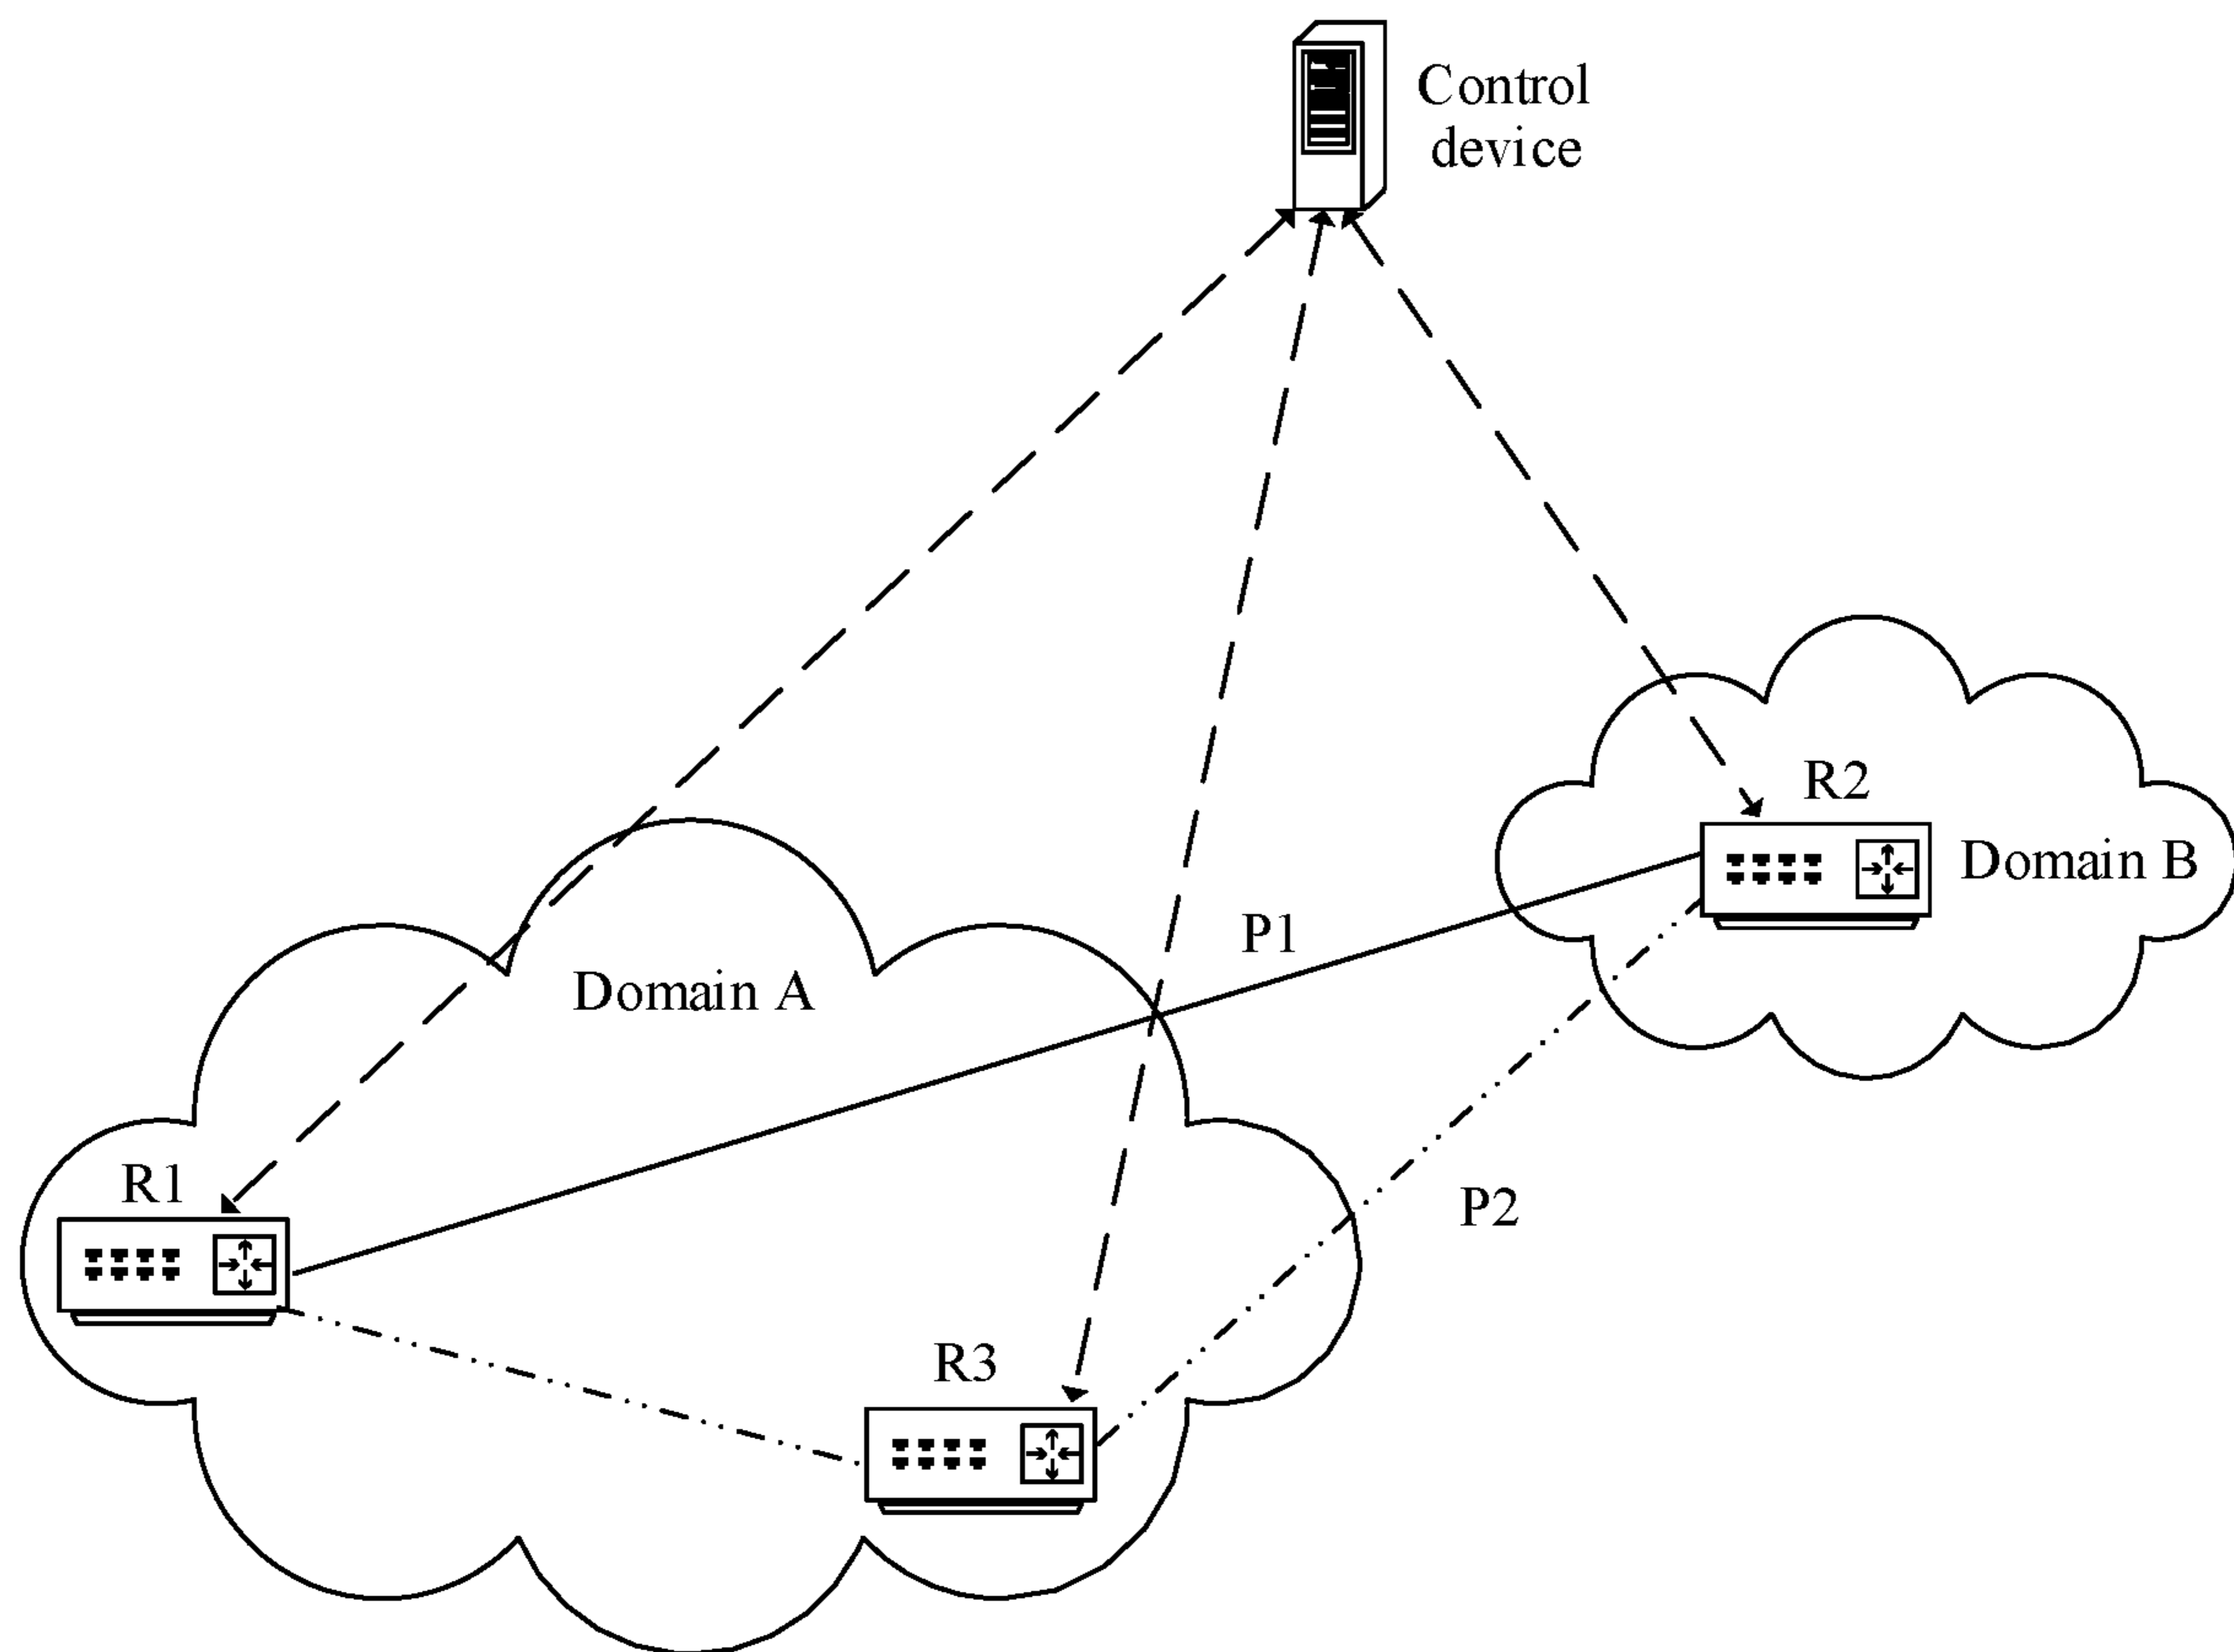 Control
device
R2
Domain B
P1
Domain A
R1
P2
R3